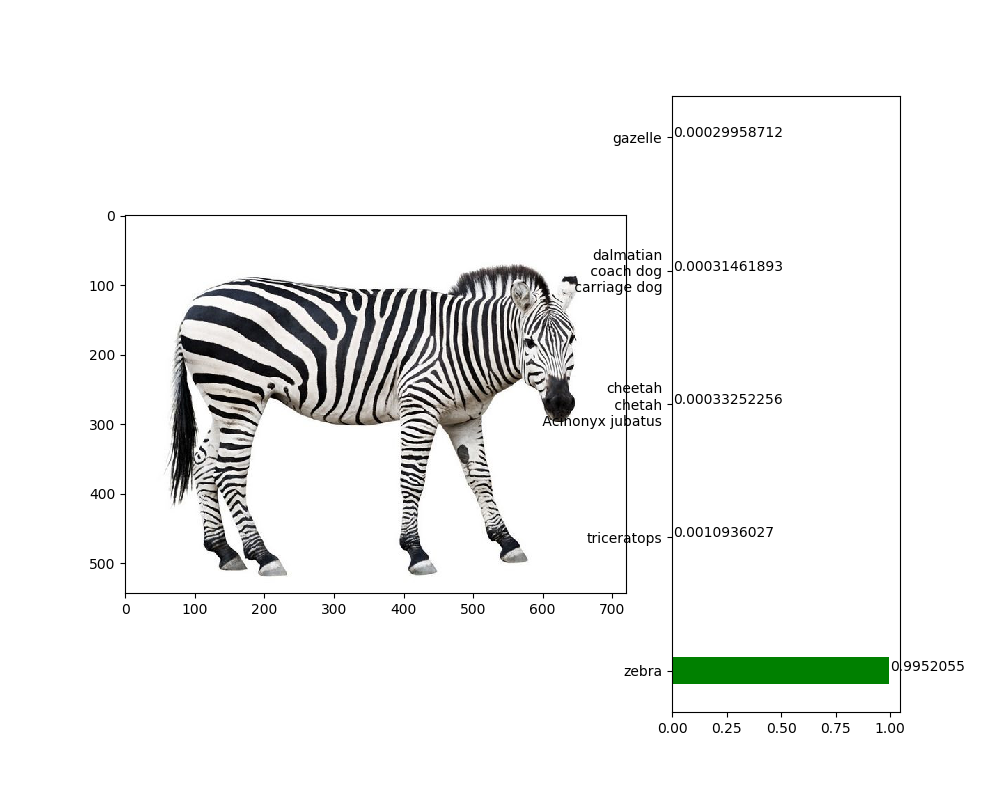 0
100
200
300
400
500
0 100 200 300 400 500 600 700
gazelle
0.00029958712
dalmatian
coach dog
carriage dog
0.00031461893
cheetah
chetah
Acinonyx jubatus
0.00033252256
triceratops
0.0010936027
zebra
0.9952055
0.00 0.25 0.50 0.75 1.00